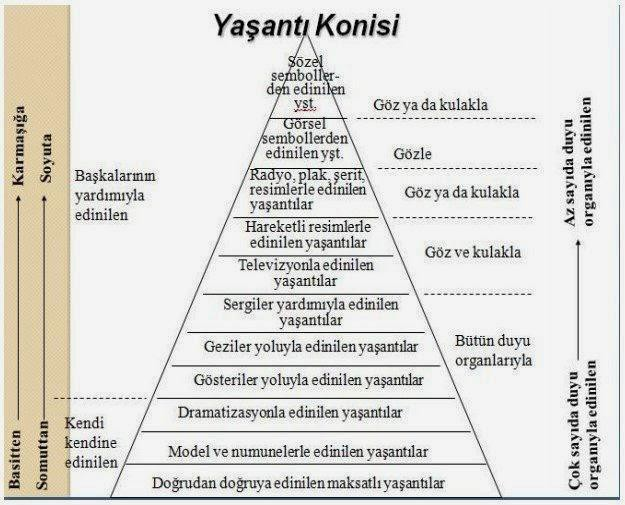 Yaşantı Konisi
Sözel
semboller-
den edinilen
yşt.
Göz ya da kulakla
Görsel
sembollerden
edinilen yşt.
Gözle
Radyo, plak, şerit,
resimlerle edinilen
yaşantılar
Göz ya da kulakla
Hareketli resimlerle
edinilen yaşantılar
Göz ve kulakla
Televizyonla edinilen
yaşantılar
Sergiler yardımıyla edinilen
yaşantılar
Geziler yoluyla edinilen yaşantılar
Bütün duyu
organlarıyla
Gösteriler yoluyla edinilen yaşantılar
Dramatizasyonla edinilen yaşantılar
Model ve numunelerle edinilen yaşantılar
Doğrudan doğruya edinilen maksatlı yaşantılar
Başkalarının
yardımıyla
edinilen
Kendi
kendine
edinilen
Basitten
Karmaşığa
Somuttan
Soyuta
Az sayıda duyu
organıyla edinilen
Çok sayıda duyu
organıyla edinilen